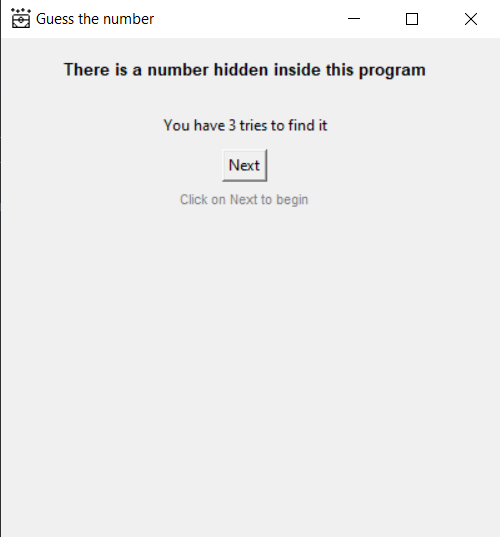 Guess the number
There is a number hidden inside this program
You have 3 tries to find it
Next
Click on Next to begin